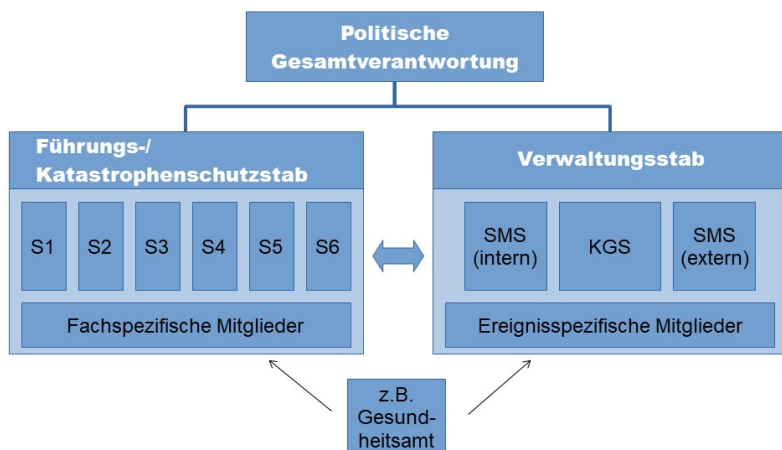 Politische
Gesamtverantwortung
Führungs-/
Katastrophenschutzstab
Verwaltungsstab
S1 S2 S3 S4 S5 S6
SMS
(intern)
KGS
SMS
(extern)
Fachspezifische Mitglieder
Ereignisspezifische Mitglieder
z.B.
Gesund-
heitsamt